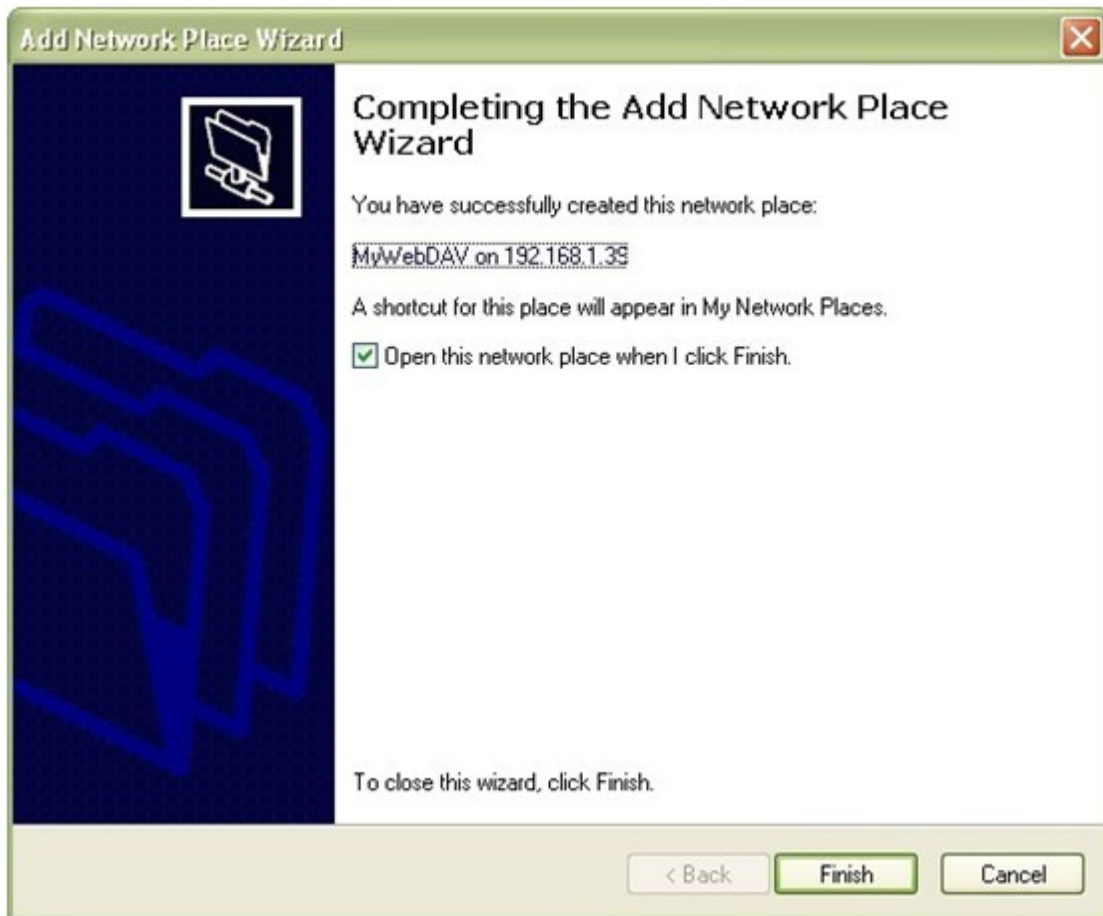 Add Network Place Wizard
Completing the Add Network Place
Wizard
You have successfully created this network place:
MyWebDAV on 192.168.1.39
A shortcut for this place will appear in My Network Places.
Open this network place when I click Finish.
To close this wizard, click Finish.
< Back
Finish
Cancel